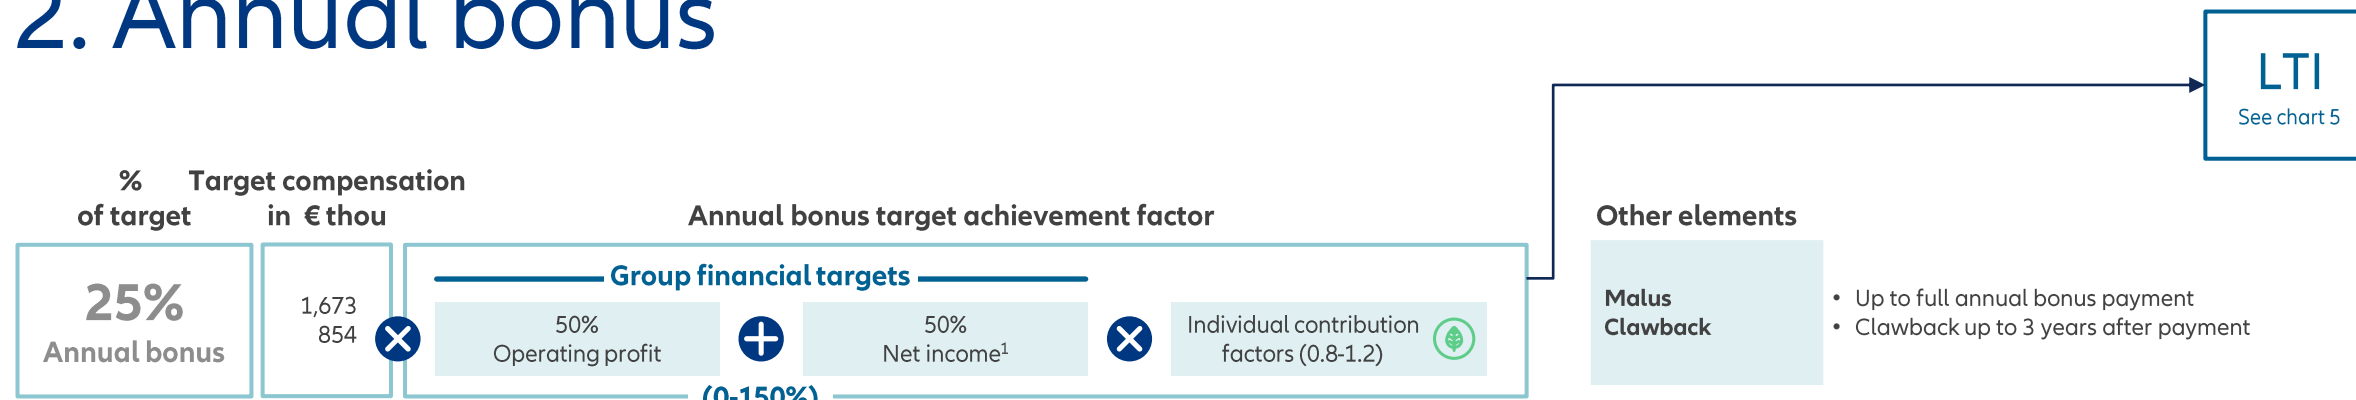 2. Annual bonus
LTI
See chart 5
%
of target
Target compensation
in € thou
Annual bonus target achievement factor
Other elements
25%
Annual bonus
1,673
854
Group financial targets
50%
Operating profit
50%
Net income¹
Individual contribution
factors (0.8-1.2)
(0-150%)
Malus
Clawback
• Up to full annual bonus payment
• Clawback up to 3 years after payment